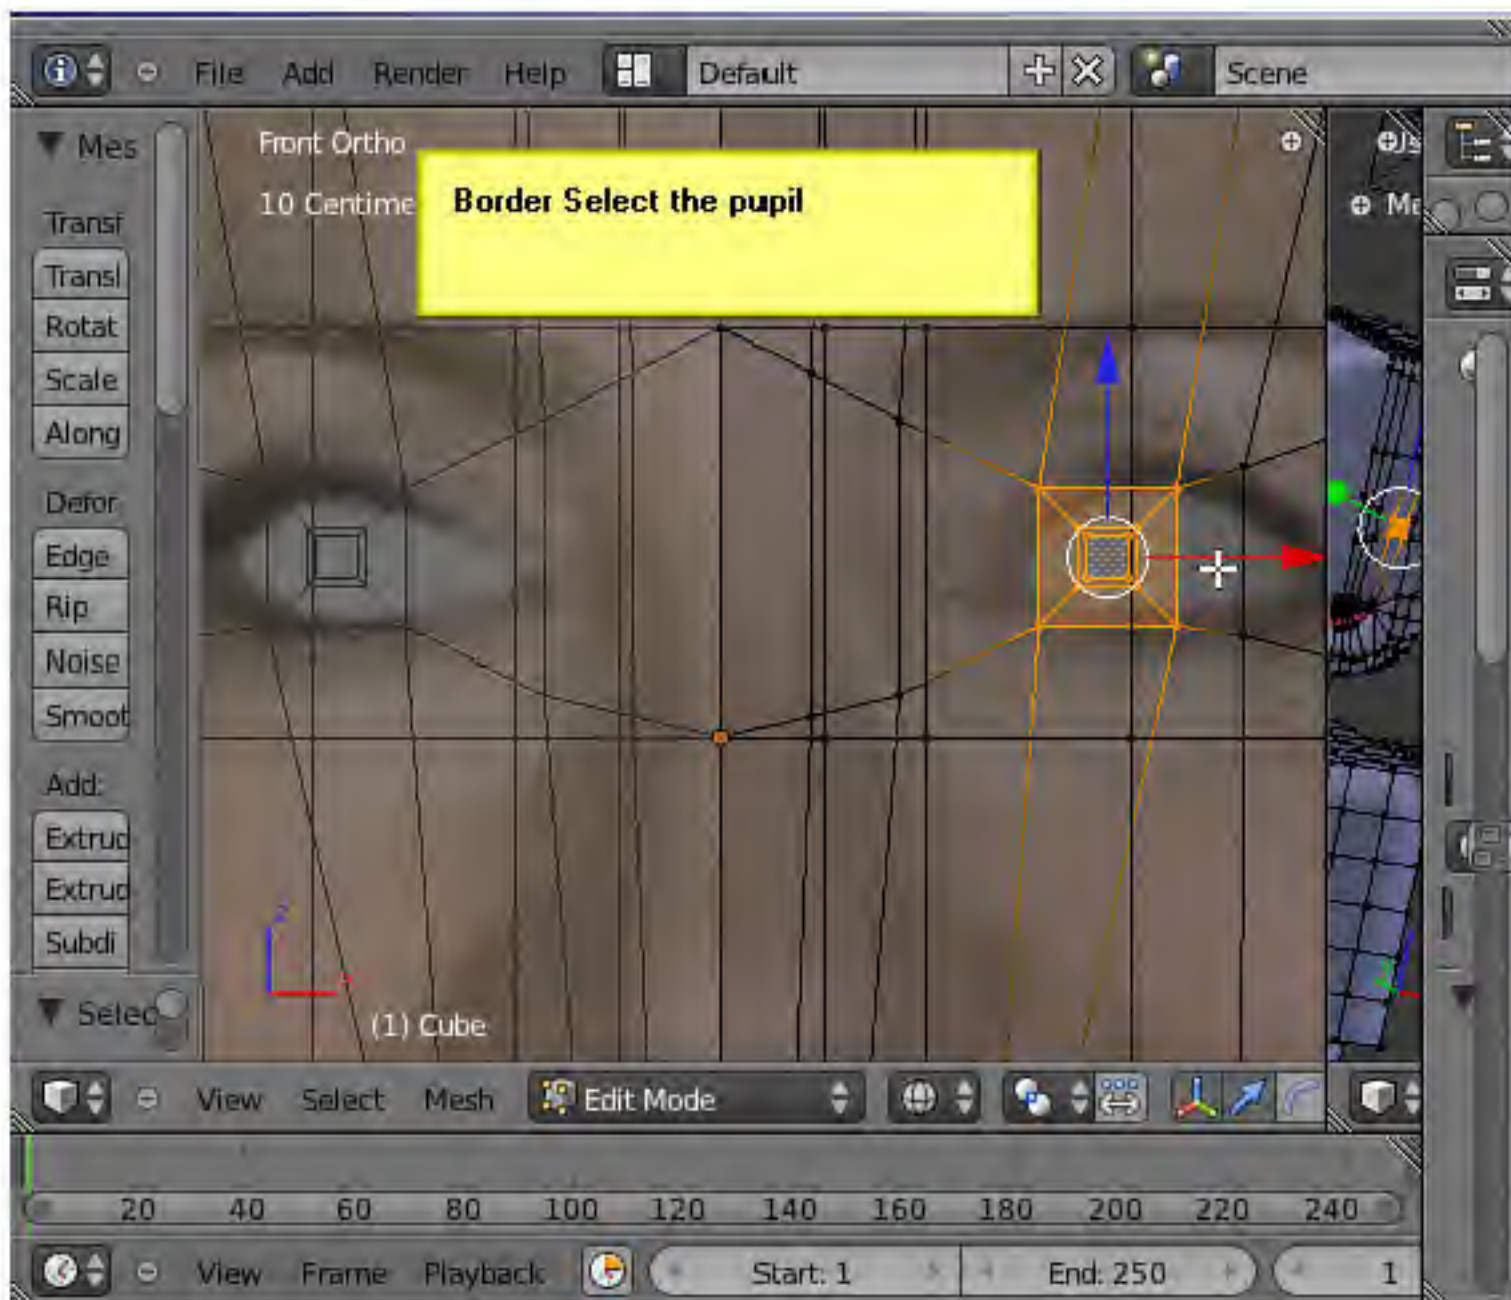 File Add Render Help Default Scene
Mes
Front Ortho
10 Centime
Border Select the pupil
Transf
Transl
Rotat
Scale
Along
Defor
Edge
Rip
Noise
Smoot
Add:
Extrud
Extrud
Subdi
Selec
(1) Cube
View Select Mesh Edit Mode
20 40 60 80 100 120 140 160 180 200 220 240
View Frame Playback Start: 1 End: 250 1